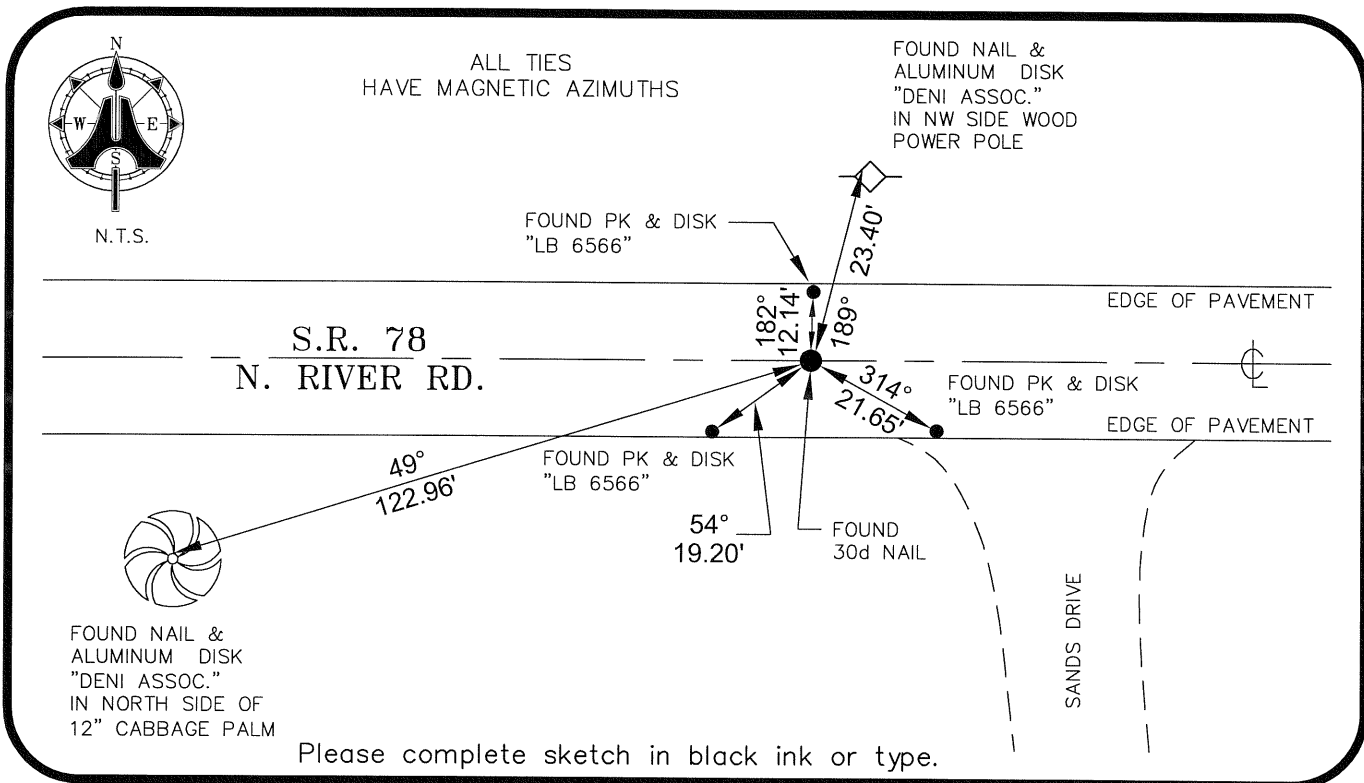 N
W
E
S
N.T.S.
ALL TIES
HAVE MAGNETIC AZIMUTHS
FOUND NAIL &
ALUMINUM DISK
"DENI ASSOC."
IN NW SIDE WOOD
POWER POLE
FOUND PK & DISK
"LB 6566"
23.40'
189°
182°
12.14'
EDGE OF PAVEMENT
S.R. 78
N. RIVER RD.
CL
314°
21.65'
FOUND PK & DISK
"LB 6566"
EDGE OF PAVEMENT
49°
122.96'
FOUND PK & DISK
"LB 6566"
54°
19.20'
FOUND
30d NAIL
SANDS DRIVE
FOUND NAIL &
ALUMINUM DISK
"DENI ASSOC."
IN NORTH SIDE OF
12" CABBAGE PALM
Please complete sketch in black ink or type.